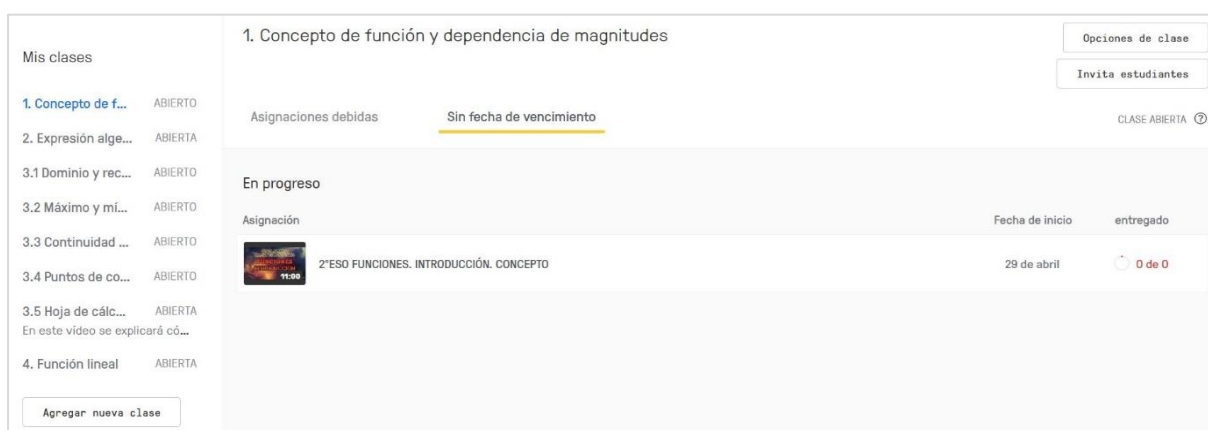 Mis clases
1. Concepto de f... ABIERTO
2. Expresión alge... ABIERTA
3.1 Dominio y rec... ABIERTO
3.2 Máximo y mí... ABIERTO
3.3 Continuidad ... ABIERTO
3.4 Puntos de co... ABIERTO
3.5 Hoja de cálc... ABIERTA
En este vídeo se explicará có...
4. Función lineal ABIERTA
Agregar nueva clase
1. Concepto de función y dependencia de magnitudes
Opciones de clase
Invita estudiantes
Asignaciones debidas Sin fecha de vencimiento CLASE ABIERTA ?
En progreso
Asignación Fecha de inicio entregado
11:00
2°ESO FUNCIONES. INTRODUCCIÓN. CONCEPTO 29 de abril 0 de 0